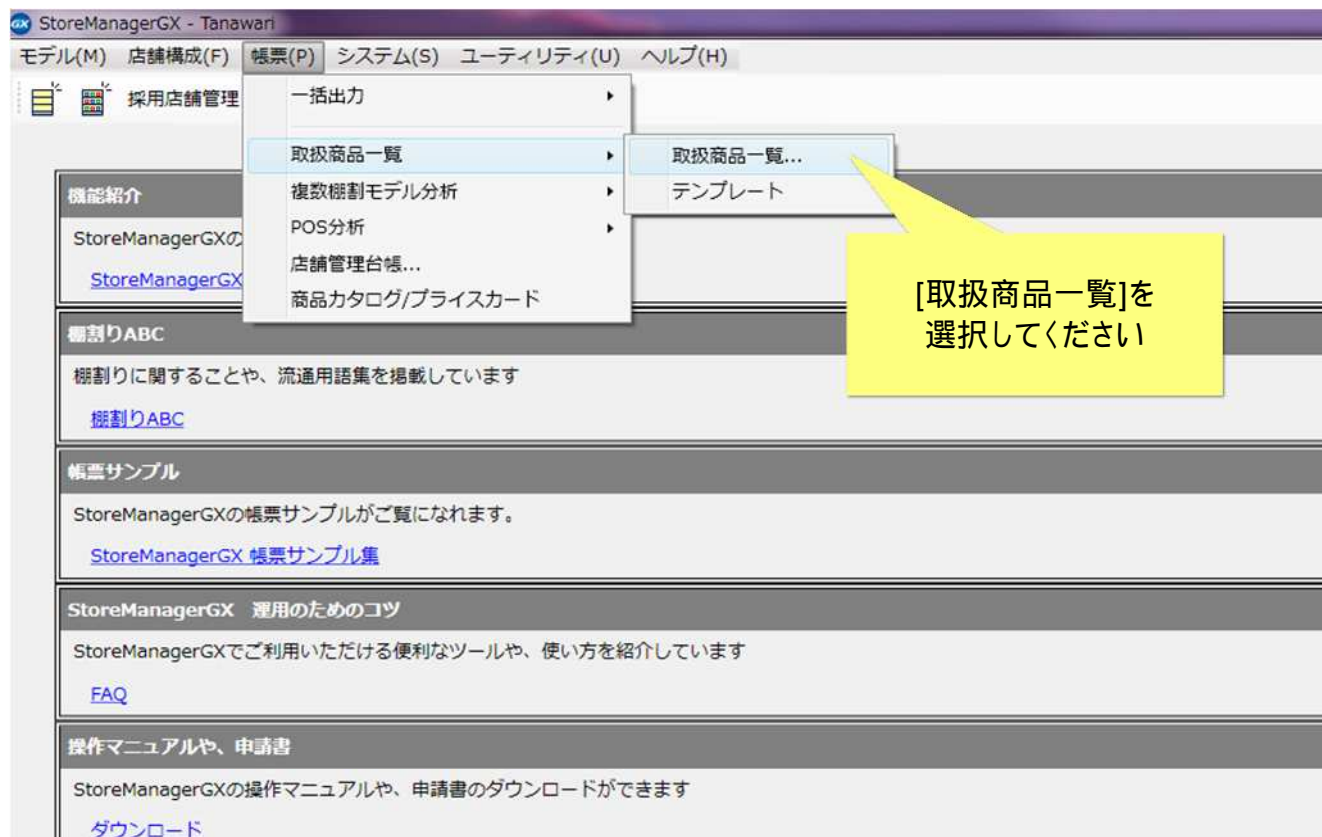 StoreManagerGX - Tanawari
モデル(M) 店舗構成(F) 帳票(P) システム(S) ユーティリティ(U) ヘルプ(H)
採用店舗管理
一括出力
取扱商品一覧
複数棚割モデル分析
POS分析
店舗管理台帳...
商品カタログ/プライスカード
取扱商品一覧...
テンプレート
[取扱商品一覧]を
選択してください
機能紹介
StoreManagerGXの
StoreManagerGX
棚割りABC
棚割りに関することや、流通用語集を掲載しています
棚割りABC
帳票サンプル
StoreManagerGXの帳票サンプルがご覧になれます。
StoreManagerGX 帳票サンプル集
StoreManagerGX 運用のためのコツ
StoreManagerGXでご利用いただける便利なツールや、使い方を紹介しています
FAQ
操作マニュアルや、申請書
StoreManagerGXの操作マニュアルや、申請書のダウンロードができます
ダウンロード